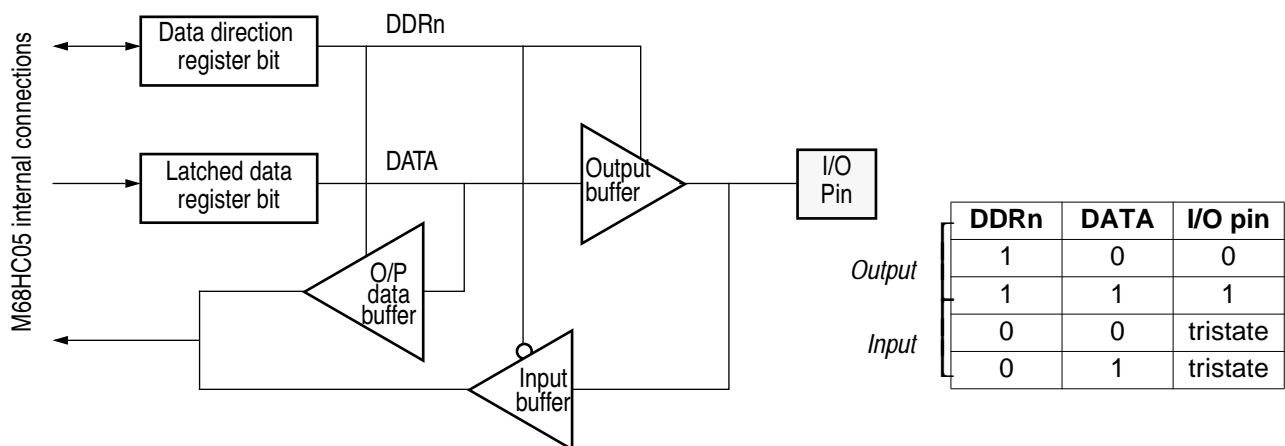 M68HC05 internal connections
Data direction
register bit
DDRn
Latched data
register bit
DATA
Output
buffer
I/O
Pin
O/P
data
buffer
Input
buffer
DDRn DATA I/O pin
Output
1 0 0
1 1 1
Input
0 0 tristate
0 1 tristate